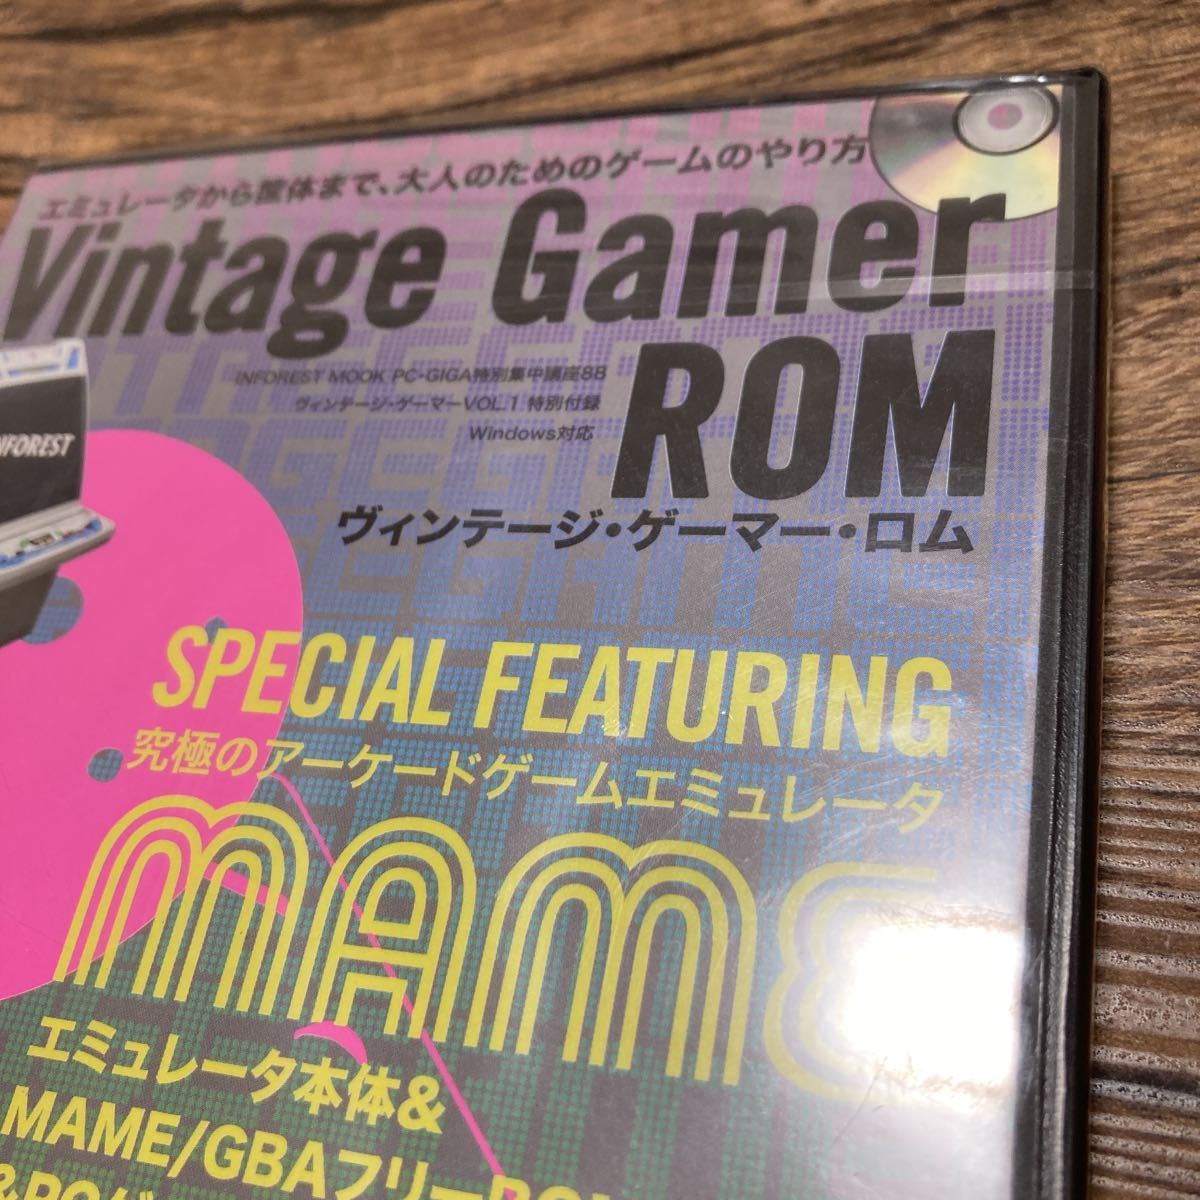 エミュレータから筐体まで、大人のためのゲームのやり方
Vintage Gamer
ROM
INFOREST MOOK PC・GIGA特別集中講座88
ヴィンテージ・ゲーマーVOL.1 特別付録
Windows対応
ヴィンテージ・ゲーマー・ロム
INFOREST
SPECIAL FEATURING
究極のアーケードゲームエミュレータ
MAME
エミュレータ本体&
MAME/GBAフリーROM